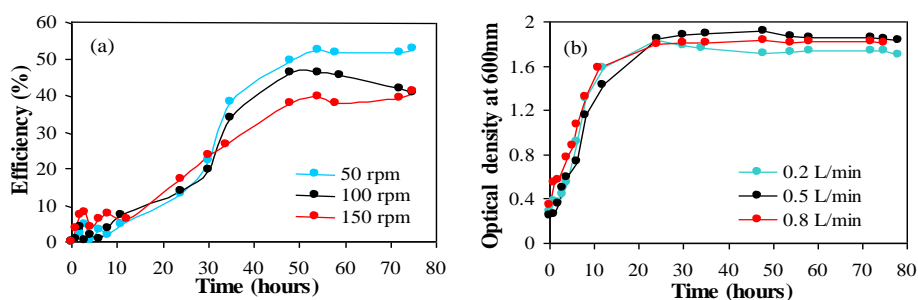 (a)
Efficiency (%)
60
50
40
30
20
10
0
50 rpm
100 rpm
150 rpm
0 10 20 30 40 50 60 70 80
Time (hours)
(b)
Optical density at 600nm
2
1.6
1.2
0.8
0.4
0
0.2 L/min
0.5 L/min
0.8 L/min
0 10 20 30 40 50 60 70 80
Time (hours)